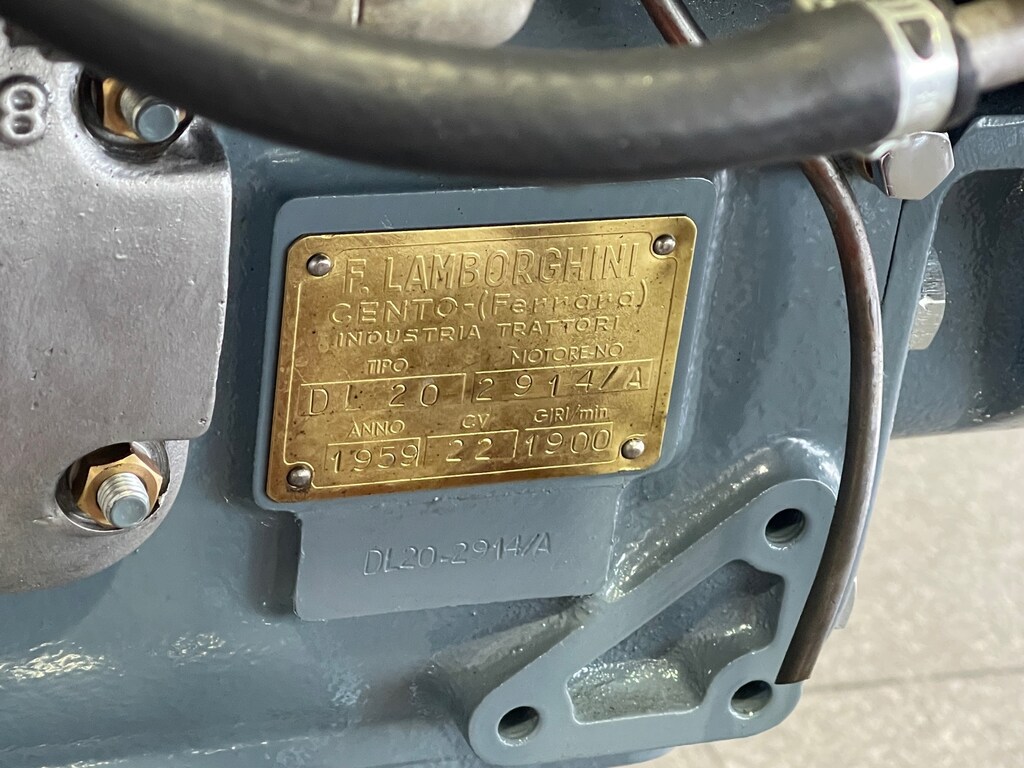 8
F. LAMBORGHINI
CENTO-(Ferrara)
INDUSTRIA TRATTORI
TIPO MOTORE-NO
DL 20 2914/A
ANNO CV GIRI/min
1959 22 1900
DL20-2914/A